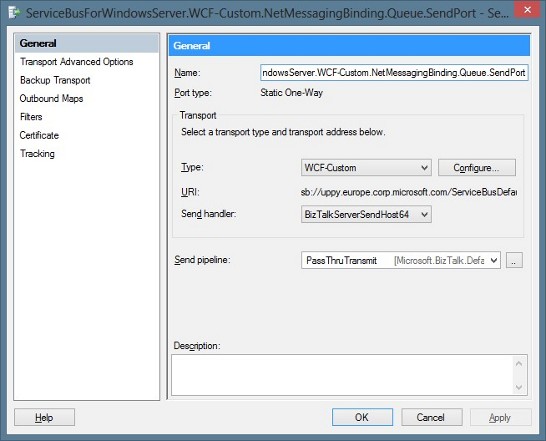 ServiceBusForWindowsServer.WCF-Custom.NetMessagingBinding.Queue.SendPort - Se...
General
Transport Advanced Options
Backup Transport
Outbound Maps
Filters
Certificate
Tracking
General
Name: ndowsServer.WCF-Custom.NetMessagingBinding.Queue.SendPort
Port type: Static One-Way
Transport
Select a transport type and transport address below.
Type: WCF-Custom Configure...
URI: sb://uppy.europe.corp.microsoft.com/ServiceBusDefau
Send handler: BizTalkServerSendHost64
Send pipeline: PassThruTransmit [Microsoft.BizTalk.Defa ..
Description:
Help OK Cancel Apply